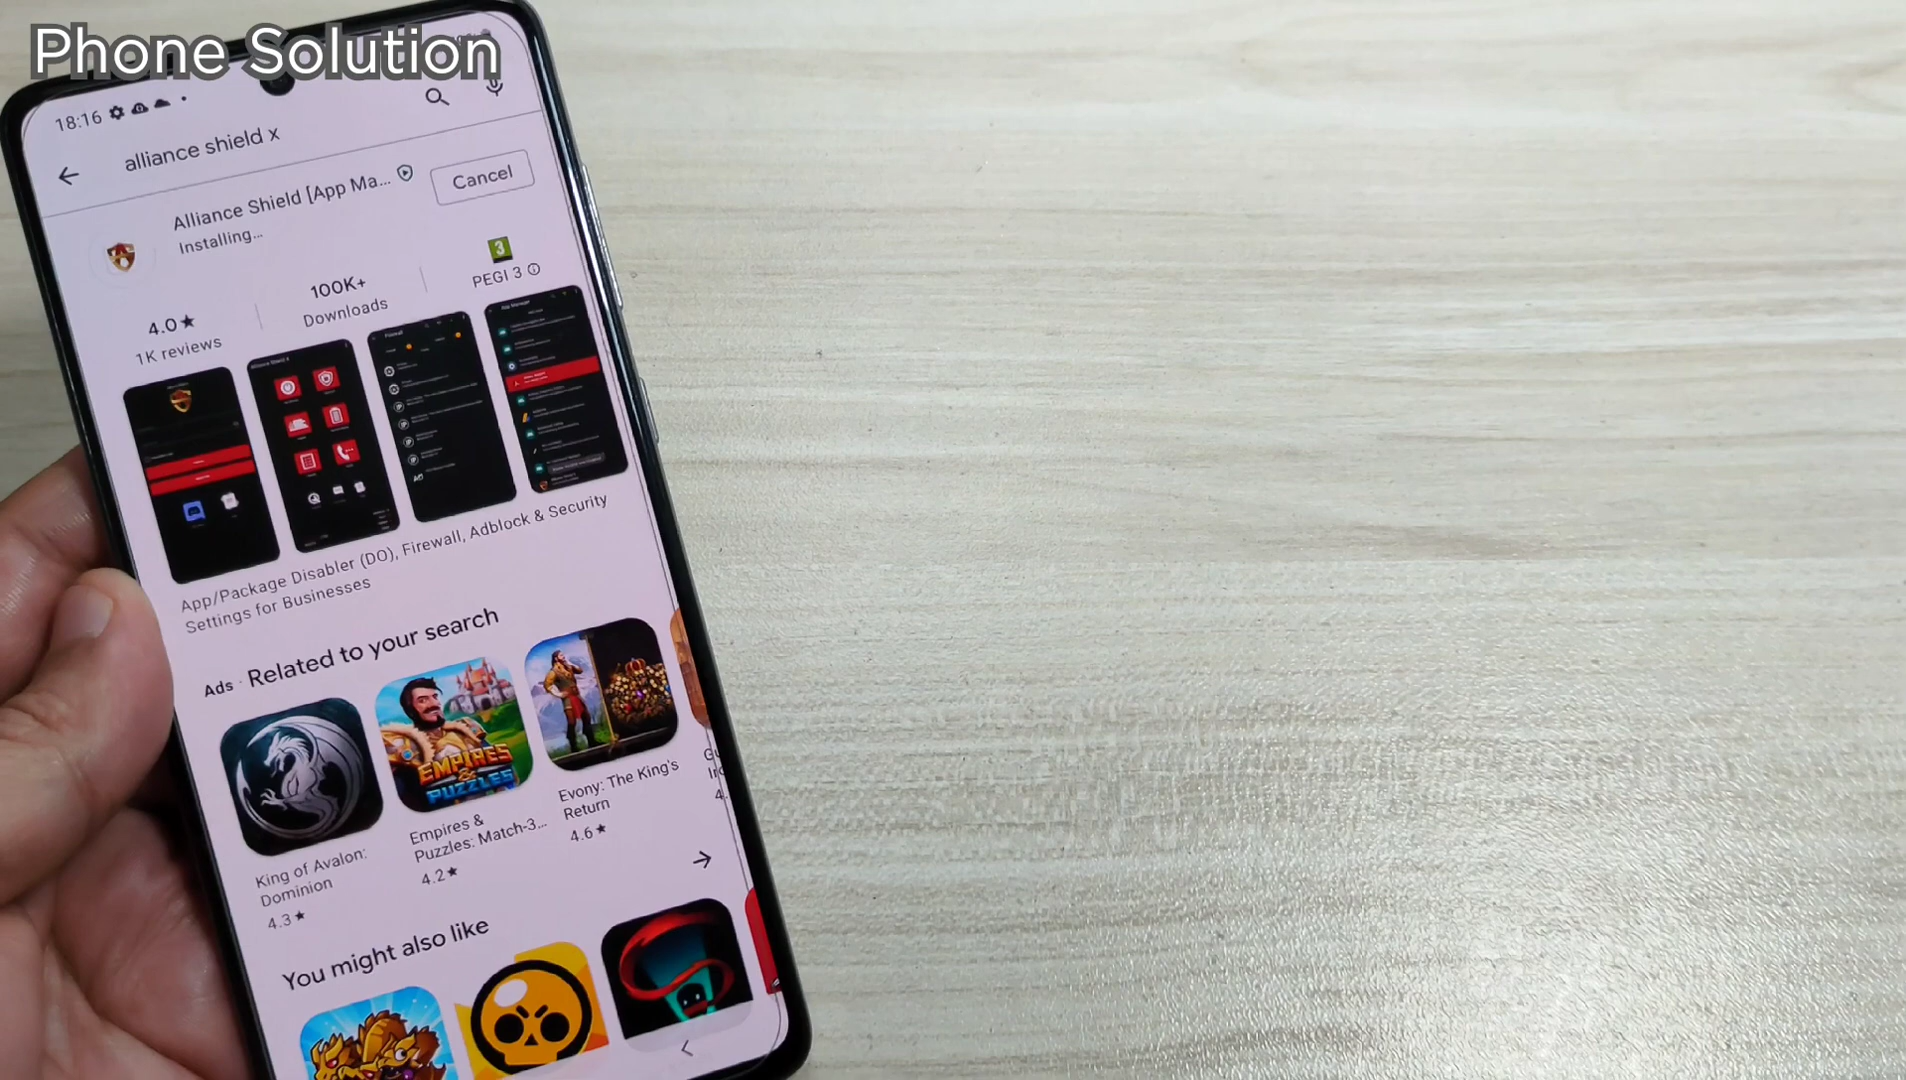 Phone Solution
18:16
alliance shield x
Alliance Shield [App Ma...
Installing...
Cancel
4.0★
1K reviews
100K+
Downloads
3
PEGI 3
App/Package Disabler (DO), Firewall, Adblock & Security
Settings for Businesses
Ads · Related to your search
King of Avalon:
Dominion
4.3★
EMPIRES
& PUZZLES
Empires &
Puzzles: Match-3...
4.2★
Evony: The King's
Return
4.6★
You might also like